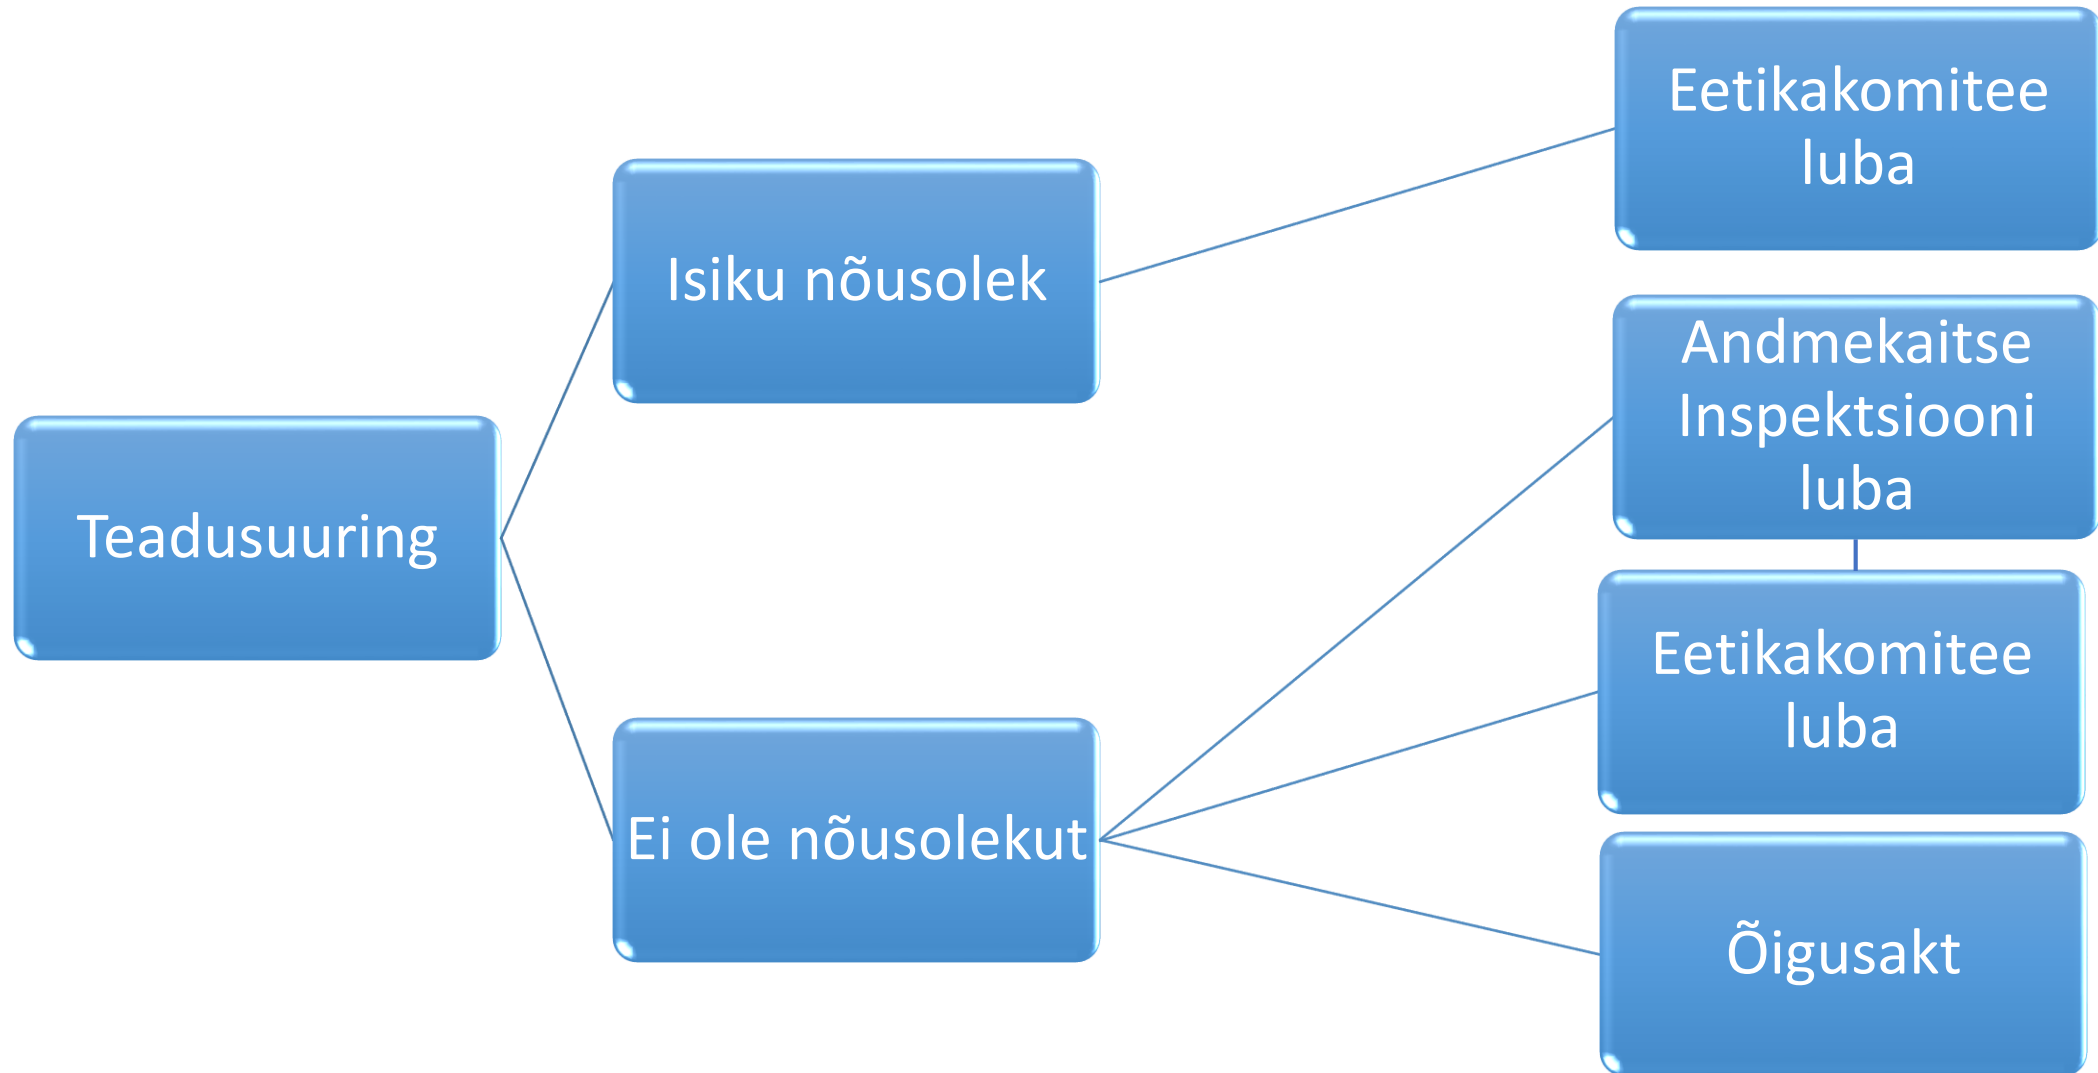 Teadusuuring
Isiku nõusolek
Ei ole nõusolekut
Eetikakomitee
luba
Andmekaitse
Inspektsiooni
luba
Eetikakomitee
luba
Õigusakt